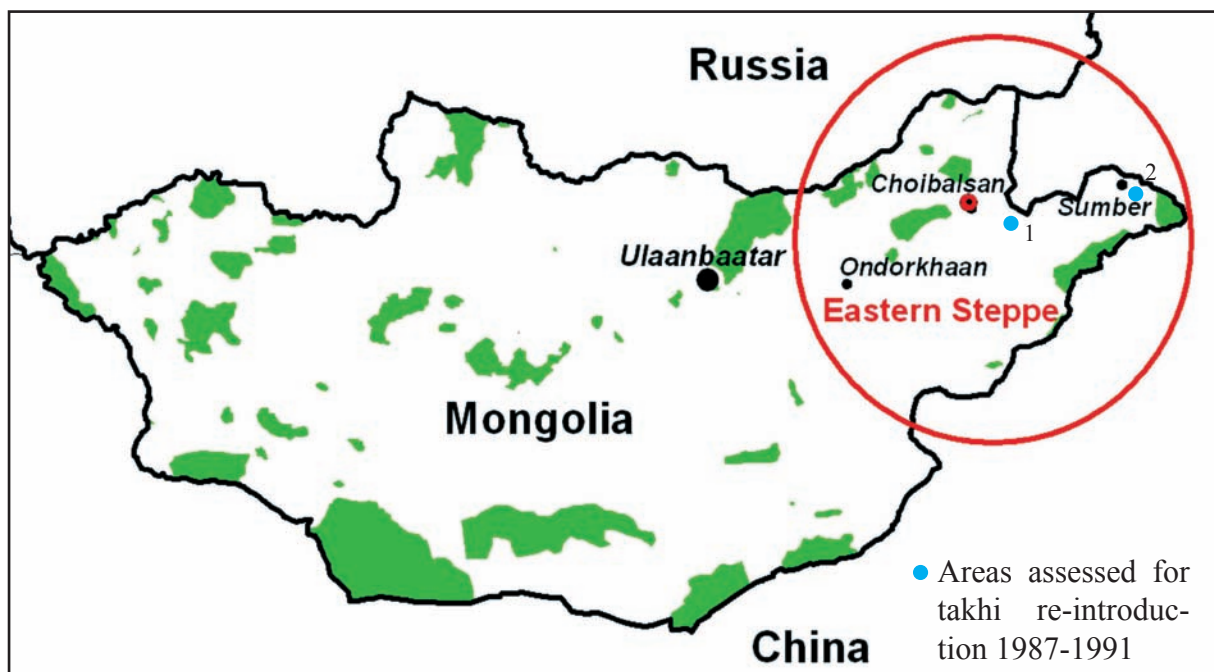 Russia
Choibalsan
2
Sumber
1
Ulaanbaatar
Ondorkhaan
Eastern Steppe
Mongolia
Areas assessed for
takhi re-introduc-
tion 1987-1991
China